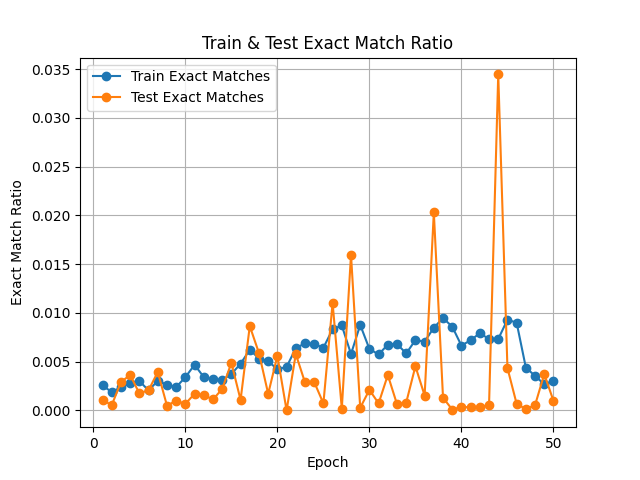 Train & Test Exact Match Ratio
Train Exact Matches
Test Exact Matches
Exact Match Ratio
0.035
0.030
0.025
0.020
0.015
0.010
0.005
0.000
0 10 20 30 40 50
Epoch